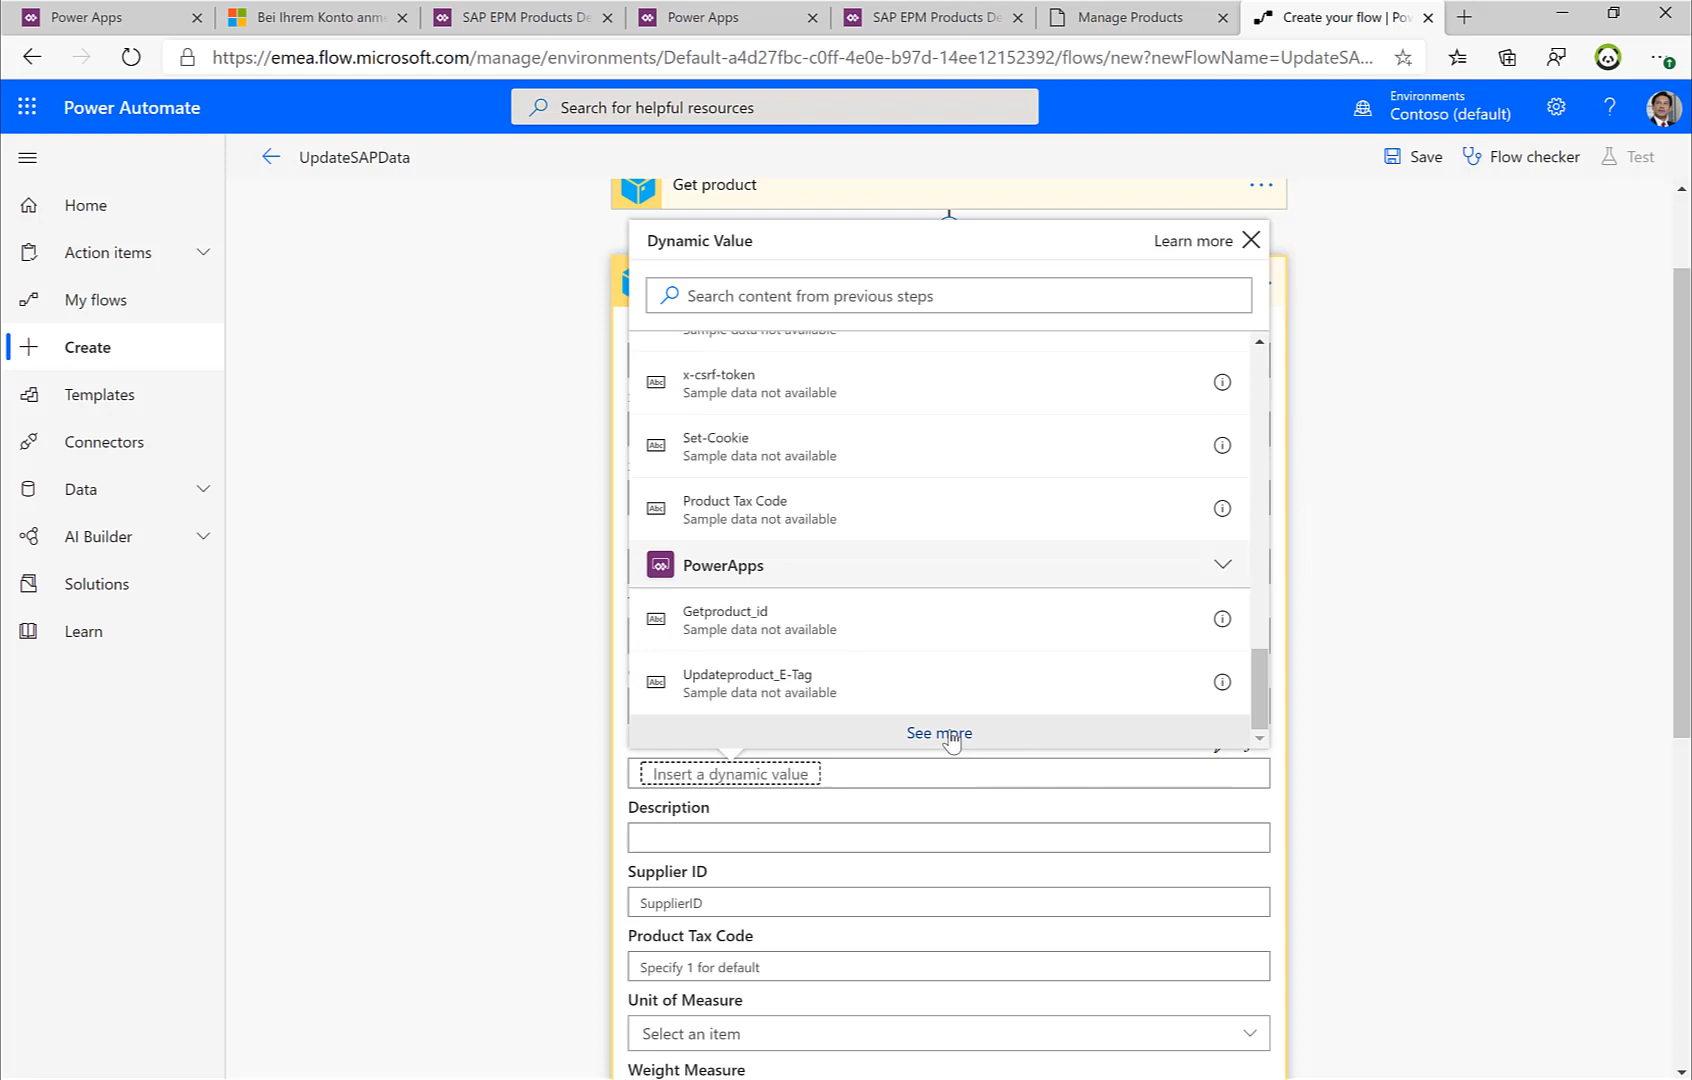 Power Apps
Bei Ihrem Konto anme
SAP EPM Products De
Power Apps
SAP EPM Products De
Manage Products
Create your flow | Pow
https://emea.flow.microsoft.com/manage/environments/Default-a4d27fbc-c0ff-4e0e-b97d-14ee12152392/flows/new?newFlowName=UpdateSA...
Power Automate
Search for helpful resources
Environments
Contoso (default)
UpdateSAPData
Save
Flow checker
Test
Home
Action items
My flows
Create
Templates
Connectors
Data
AI Builder
Solutions
Learn
Get product
Dynamic Value
Learn more
Search content from previous steps
Sample data not available
x-csrf-token
Sample data not available
Set-Cookie
Sample data not available
Product Tax Code
Sample data not available
PowerApps
Getproduct_id
Sample data not available
Updateproduct_E-Tag
Sample data not available
See more
Insert a dynamic value
Description
Supplier ID
SupplierID
Product Tax Code
Specify 1 for default
Unit of Measure
Select an item
Weight Measure